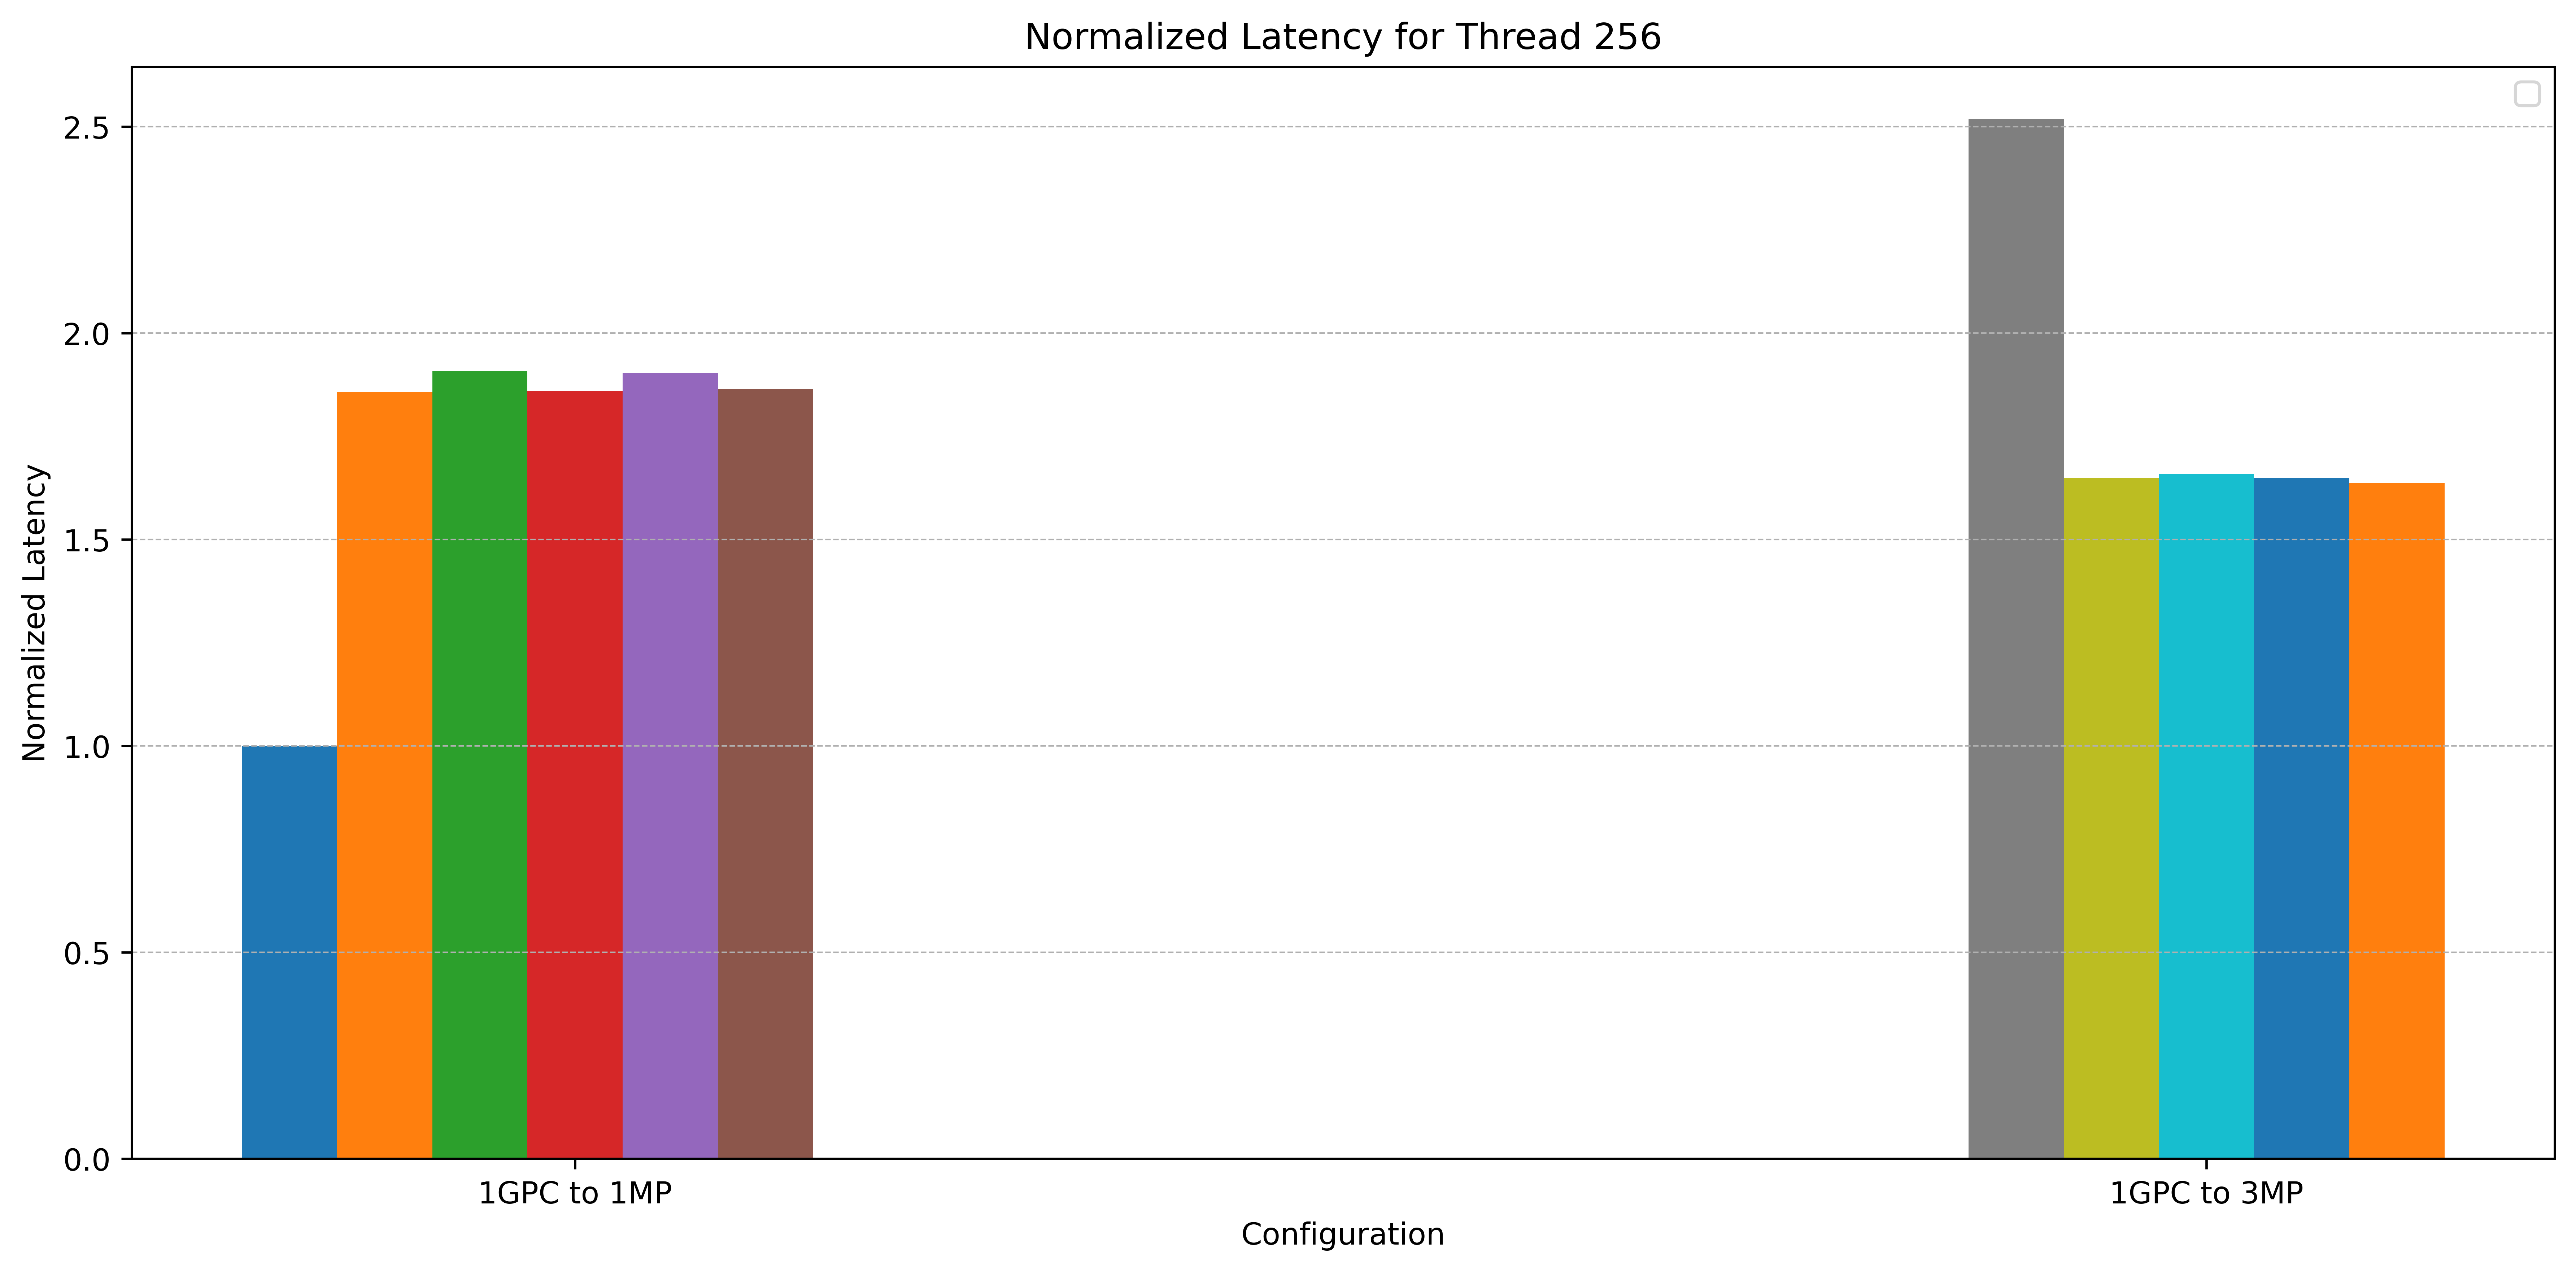 Normalized Latency for Thread 256
Normalized Latency
2.5
2.0
1.5
1.0
0.5
0.0
1GPC to 1MP
1GPC to 3MP
Configuration